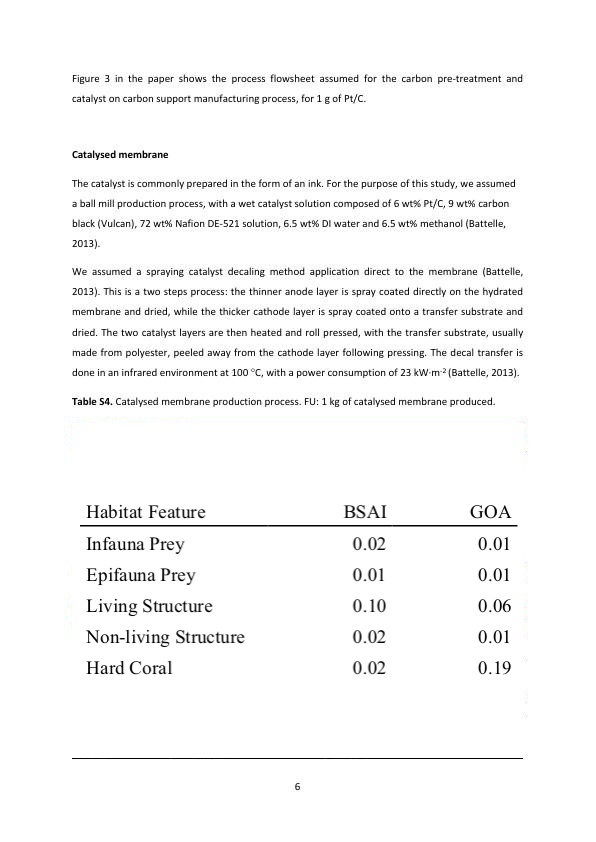 Figure 3 in the paper shows the process flowsheet assumed for the carbon pre-treatment and
catalyst on carbon support manufacturing process, for 1 g of Pt/C.
Catalysed membrane
The catalyst is commonly prepared in the form of an ink. For the purpose of this study, we assumed
a ball mill production process, with a wet catalyst solution composed of 6 wt% Pt/C, 9 wt% carbon
black (Vulcan), 72 wt% Nafion DE-521 solution, 6.5 wt% DI water and 6.5 wt% methanol (Battelle,
2013).
We assumed a spraying catalyst decaling method application direct to the membrane (Battelle,
2013). This is a two steps process: the thinner anode layer is spray coated directly on the hydrated
membrane and dried, while the thicker cathode layer is spray coated onto a transfer substrate and
dried. The two catalyst layers are then heated and roll pressed, with the transfer substrate, usually
made from polyester, peeled away from the cathode layer following pressing. The decal transfer is
done in an infrared environment at 100 °C, with a power consumption of 23 kW·m⁻² (Battelle, 2013).
Table S4. Catalysed membrane production process. FU: 1 kg of catalysed membrane produced.
Habitat Feature BSAI GOA
Infauna Prey 0.02 0.01
Epifauna Prey 0.01 0.01
Living Structure 0.10 0.06
Non-living Structure 0.02 0.01
Hard Coral 0.02 0.19
6